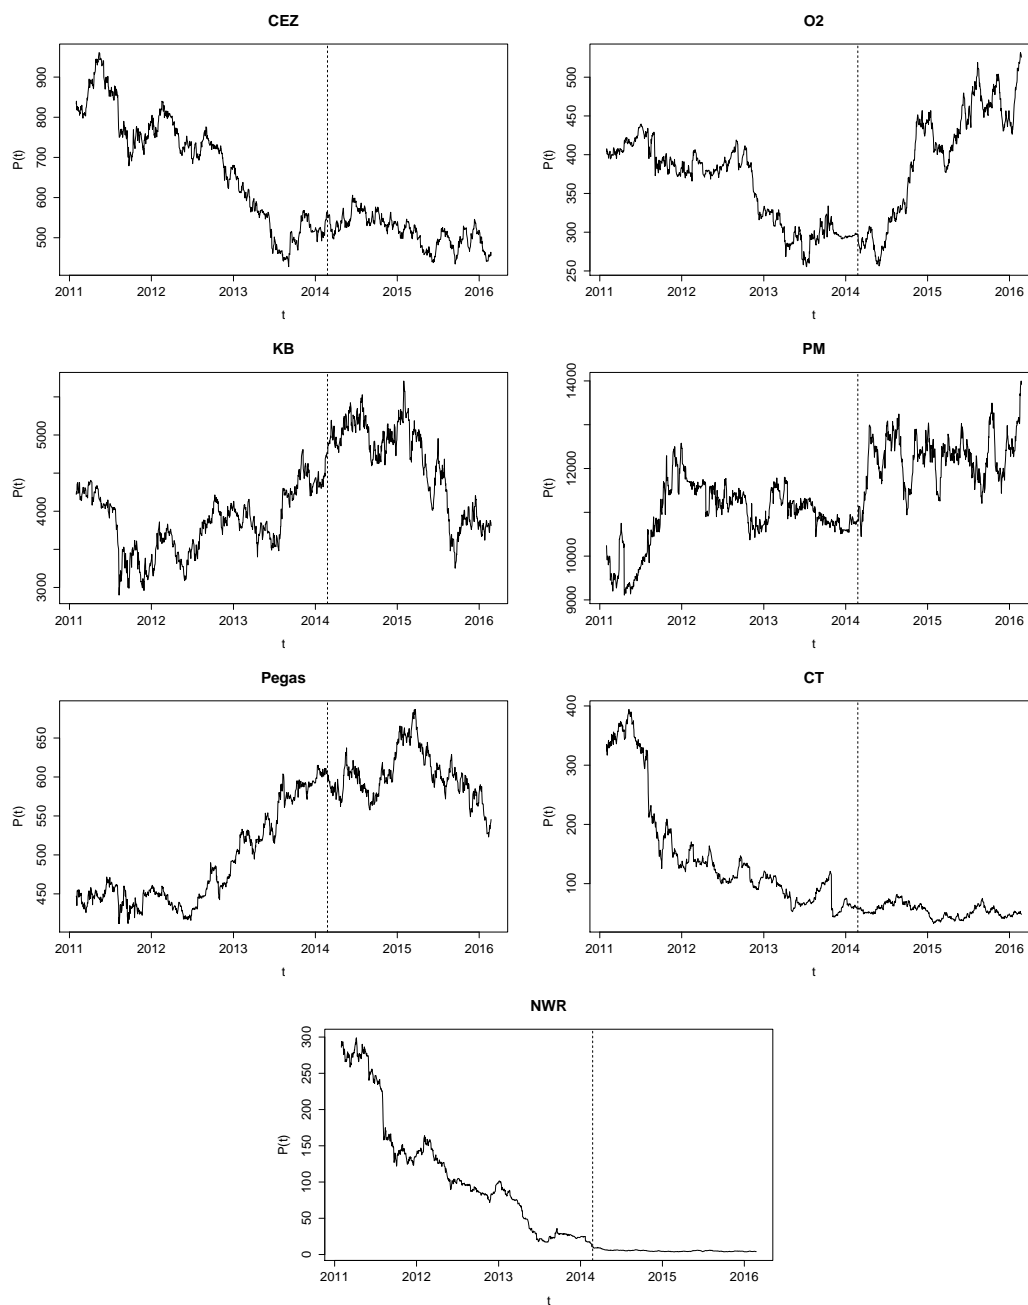 CEZ
P(t)
500 600 700 800 900
2011 2012 2013 2014 2015 2016
t
O2
P(t)
250 300 350 400 450 500
2011 2012 2013 2014 2015 2016
t
KB
P(t)
3000 4000 5000
2011 2012 2013 2014 2015 2016
t
PM
P(t)
9000 10000 12000 14000
2011 2012 2013 2014 2015 2016
t
Pegas
P(t)
450 500 550 600 650
2011 2012 2013 2014 2015 2016
t
CT
P(t)
100 200 300 400
2011 2012 2013 2014 2015 2016
t
NWR
P(t)
0 50 100 150 200 250 300
2011 2012 2013 2014 2015 2016
t